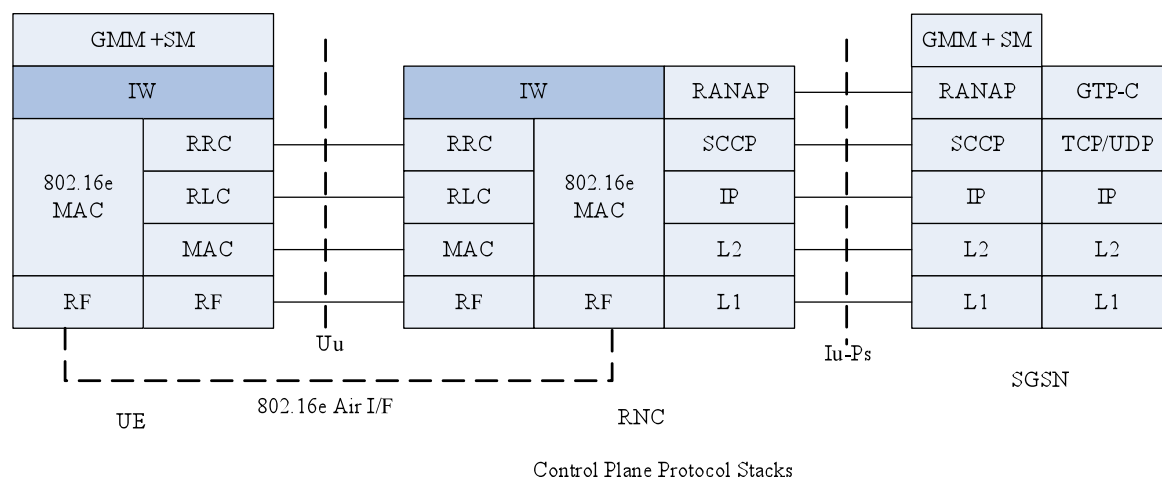 GMM +SM
GMM + SM
IW
IW
RANAP
RANAP
GTP-C
RRC
RRC
SCCP
SCCP
TCP/UDP
802.16e
MAC
RLC
RLC
802.16e
MAC
IP
IP
IP
MAC
MAC
L2
L2
L2
RF
RF
RF
RF
L1
L1
L1
Uu
Iu-Ps
SGSN
802.16e Air I/F
UE
RNC
Control Plane Protocol Stacks